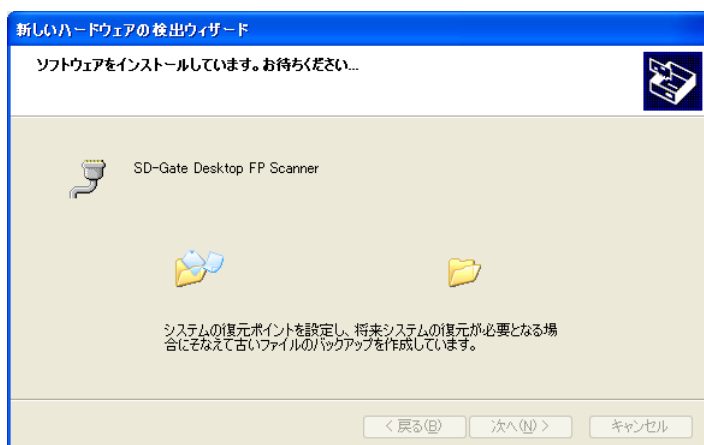 新しいハードウェアの検出ウィザード
ソフトウェアをインストールしています。お待ちください...
SD-Gate Desktop FP Scanner
システムの復元ポイントを設定し、将来システムの復元が必要となる場
合にそなえて古いファイルのバックアップを作成しています。
< 戻る(B) 次へ(N) > キャンセル